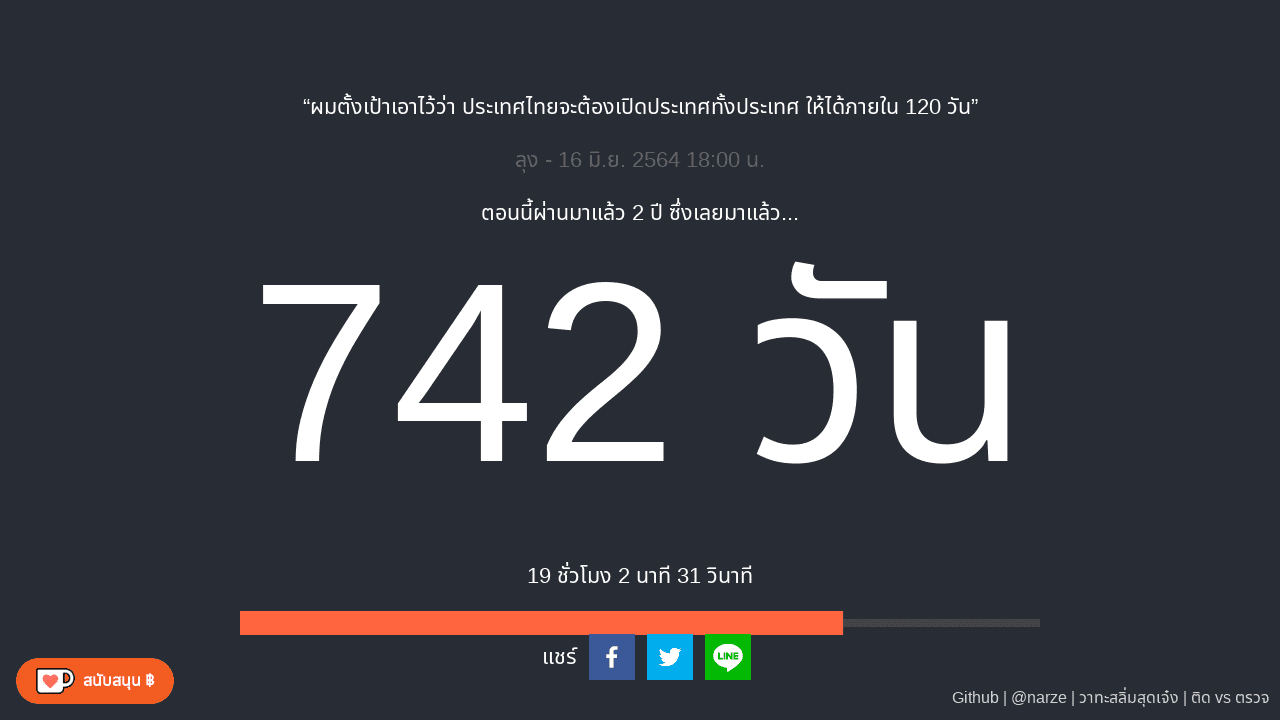 “ผมตั้งเป้าเอาไว้ว่า ประเทศไทยจะต้องเปิดประเทศทั้งประเทศ ให้ได้ภายใน 120 วัน”
ลุง - 16 มิ.ย. 2564 18:00 น.
ตอนนี้ผ่านมาแล้ว 2 ปี ซึ่งเลยมาแล้ว...
742 วัน
19 ชั่วโมง 2 นาที 31 วินาที
แชร์
LINE
สนับสนุน ฿
Github | @narze | วาทะสลิ่มสุดเจ๋ง | ติด vs ตรวจ